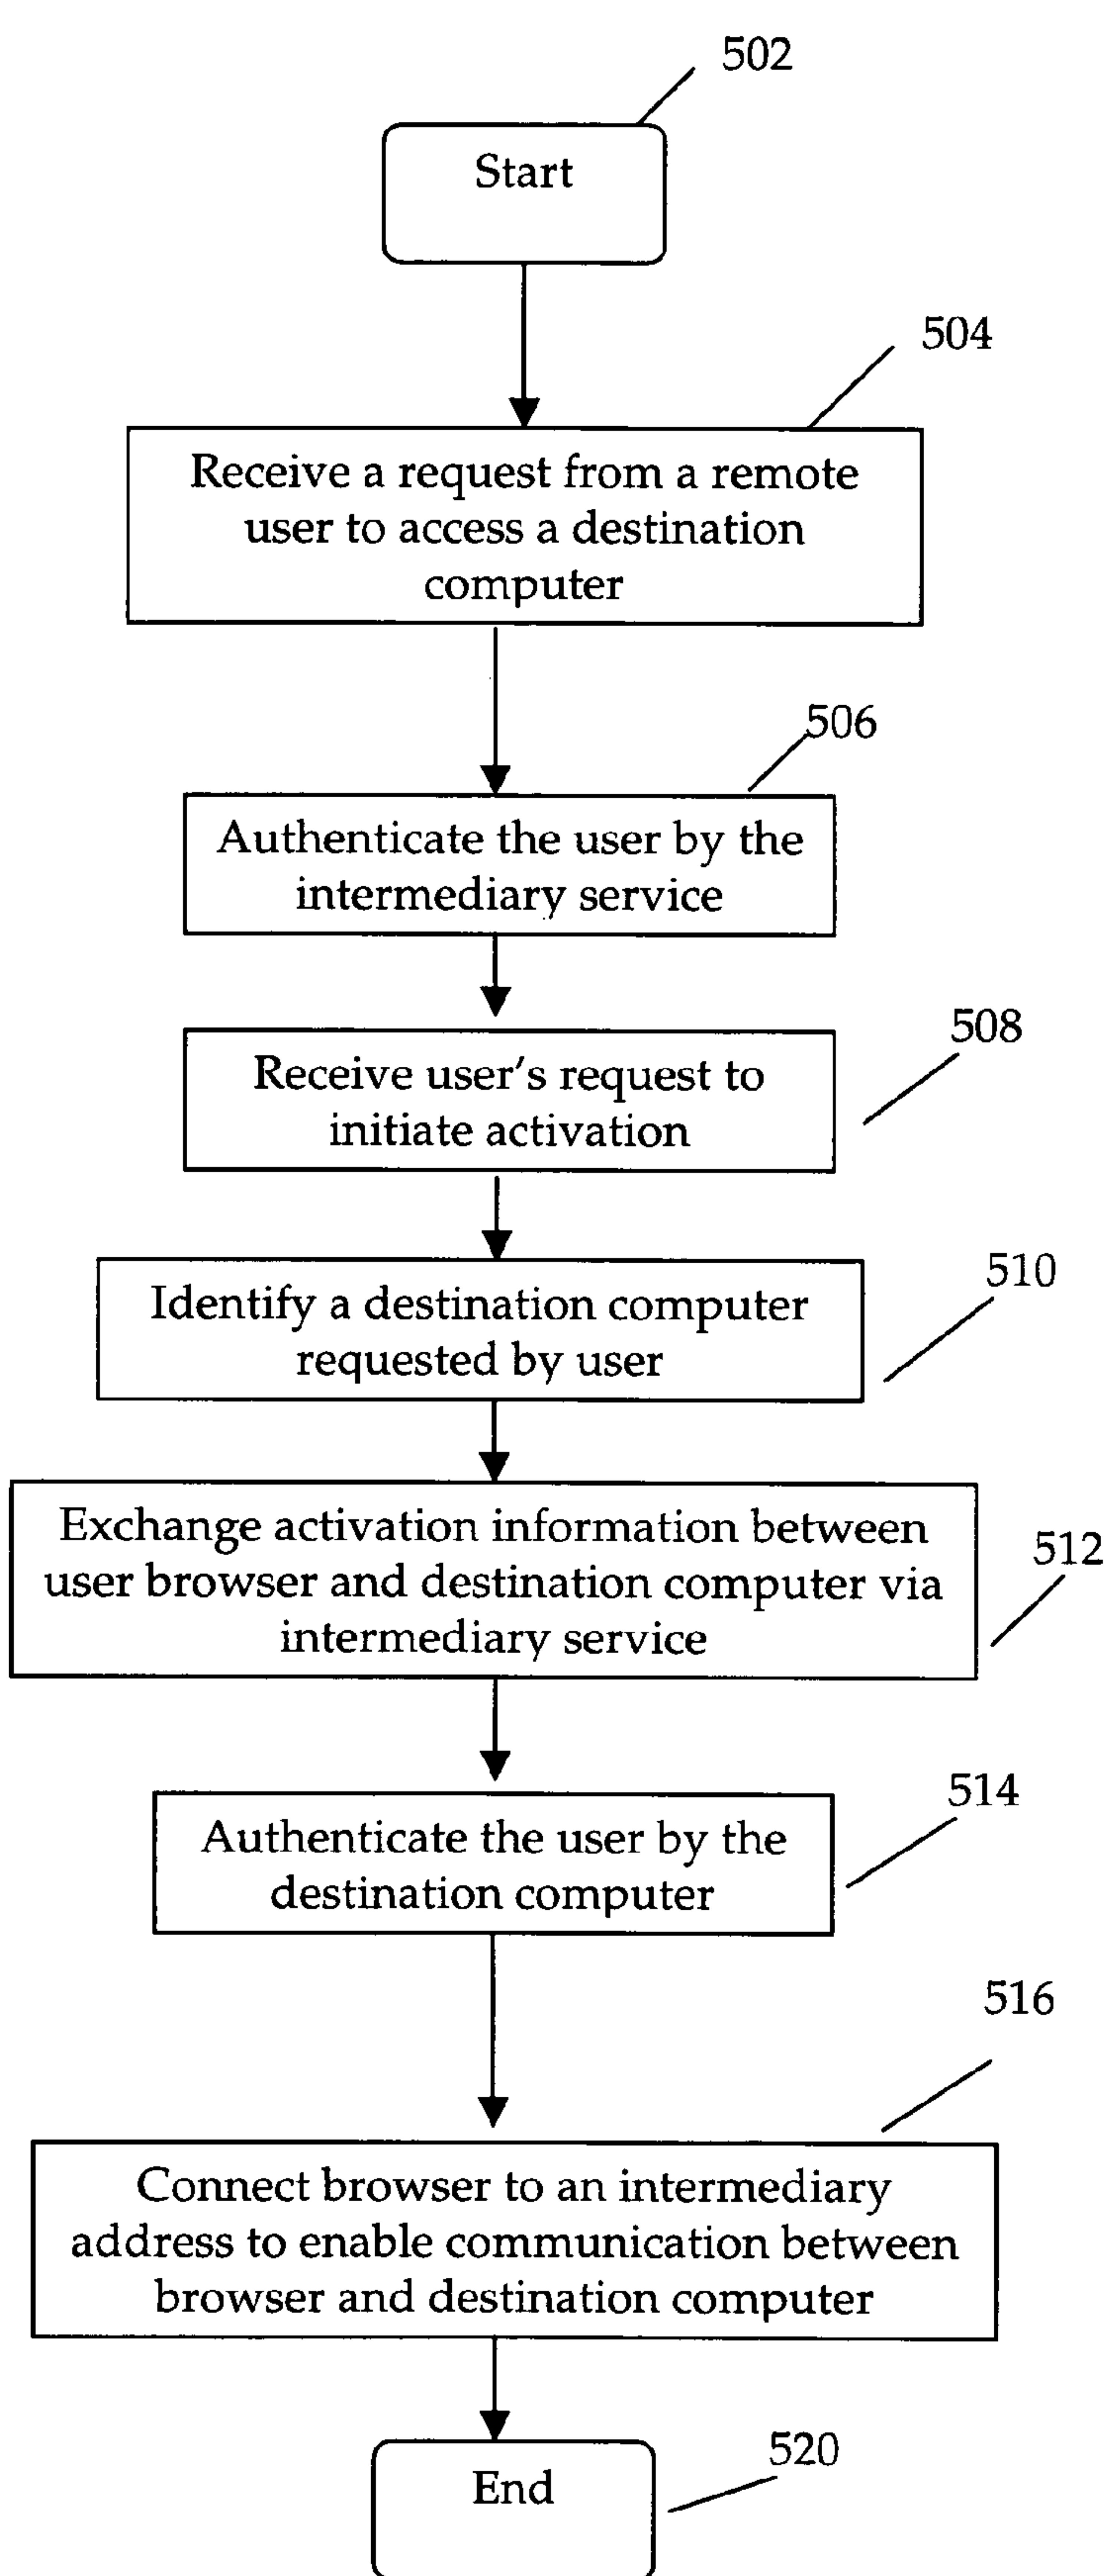 502
Start
504
Receive a request from a remote
user to access a destination
computer
506
Authenticate the user by the
intermediary service
508
Receive user's request to
initiate activation
510
Identify a destination computer
requested by user
512
Exchange activation information between
user browser and destination computer via
intermediary service
514
Authenticate the user by the
destination computer
516
Connect browser to an intermediary
address to enable communication between
browser and destination computer
520
End